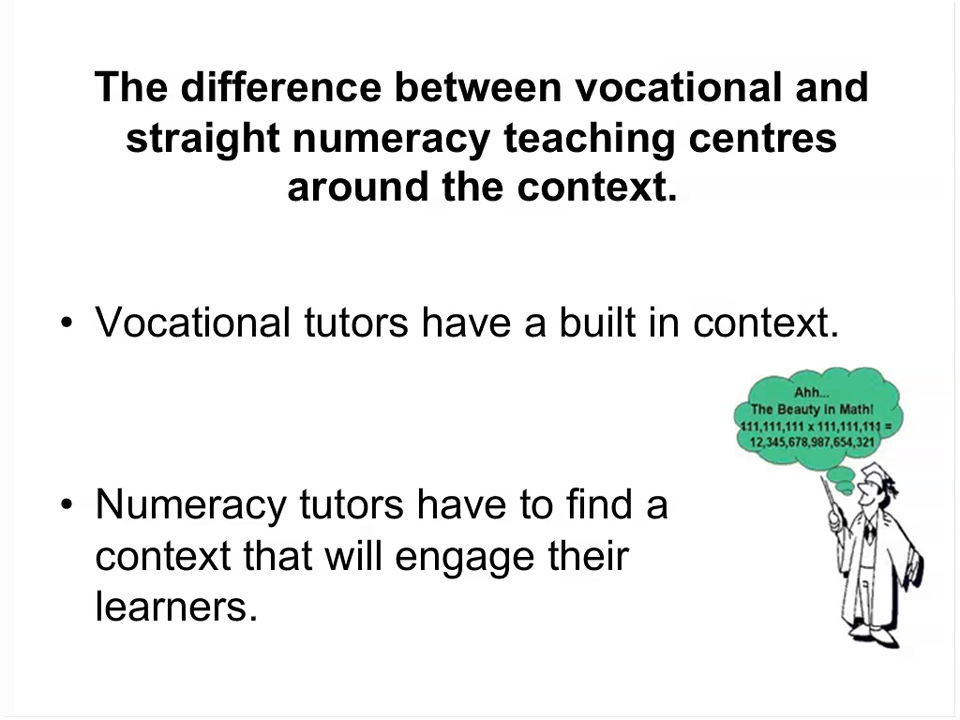 The difference between vocational and
straight numeracy teaching centres
around the context.
• Vocational tutors have a built in context.
Ahh...
The Beauty in Math!
111,111,111 x 111,111,111 =
12,345,678,987,654,321
• Numeracy tutors have to find a
context that will engage their
learners.